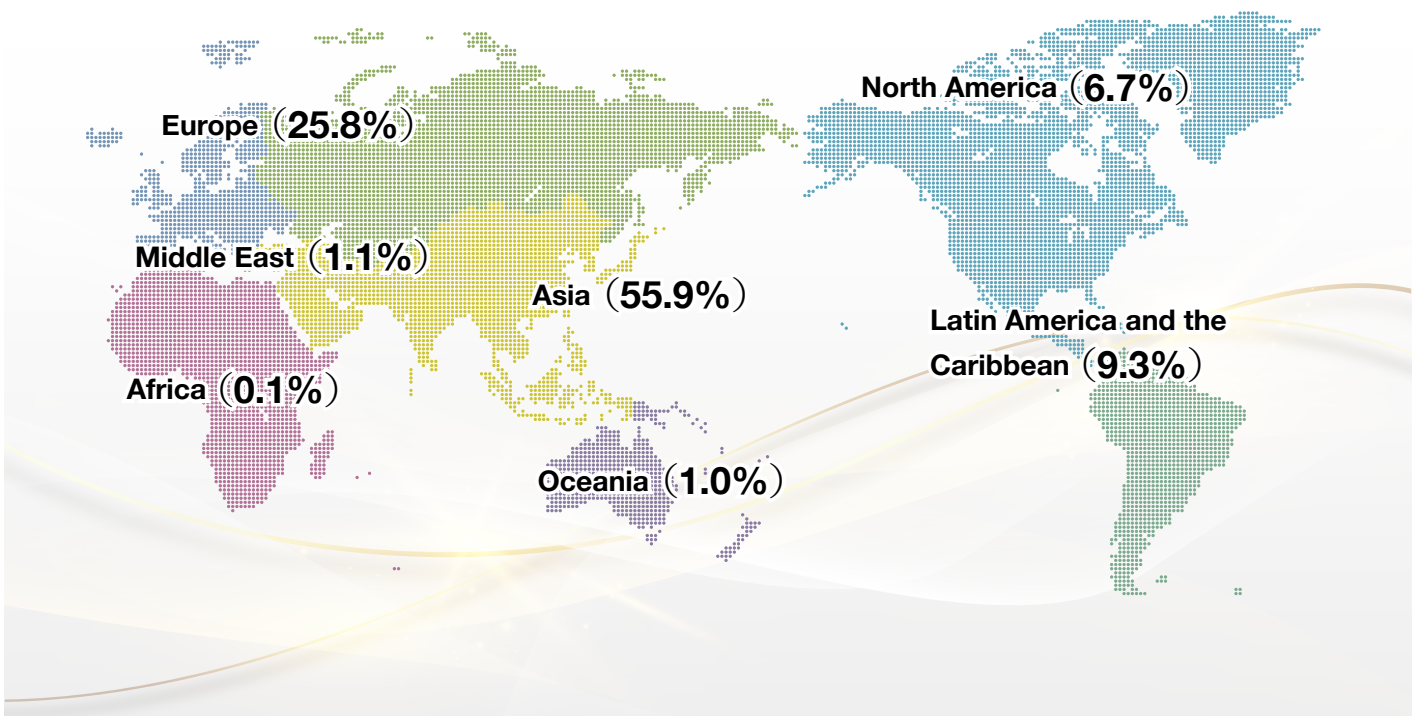 North America（6.7%）
Europe（25.8%）
Middle East（1.1%）
Asia（55.9%）
Latin America and the
Caribbean（9.3%）
Africa（0.1%）
Oceania（1.0%）